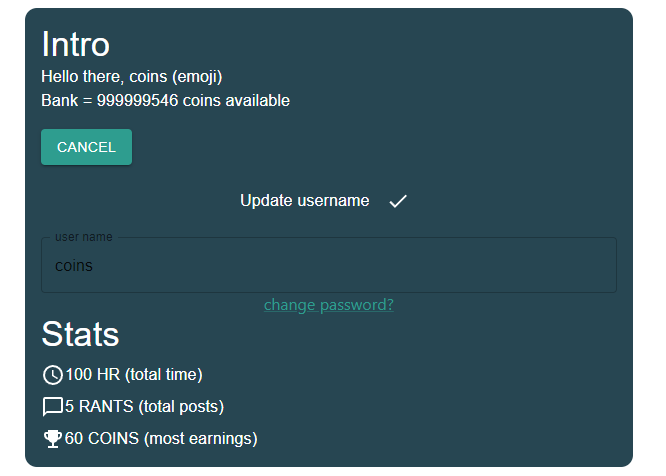 Intro
Hello there, coins (emoji)
Bank = 999999546 coins available
CANCEL
Update username
user name
coins
change password?
Stats
100 HR (total time)
5 RANTS (total posts)
60 COINS (most earnings)